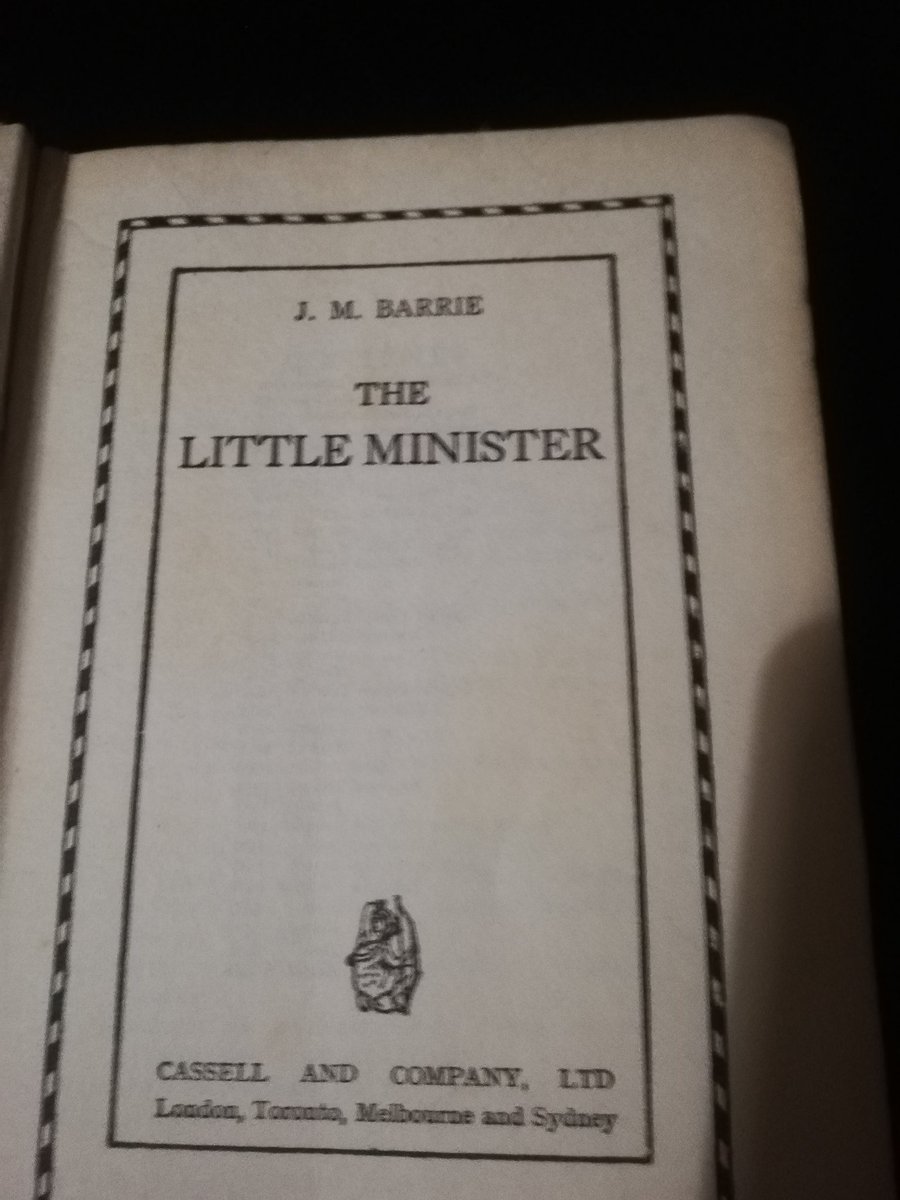 J. M. BARRIE
THE
LITTLE MINISTER
CASSELL AND COMPANY, LTD
London, Toronto, Melbourne and Sydney